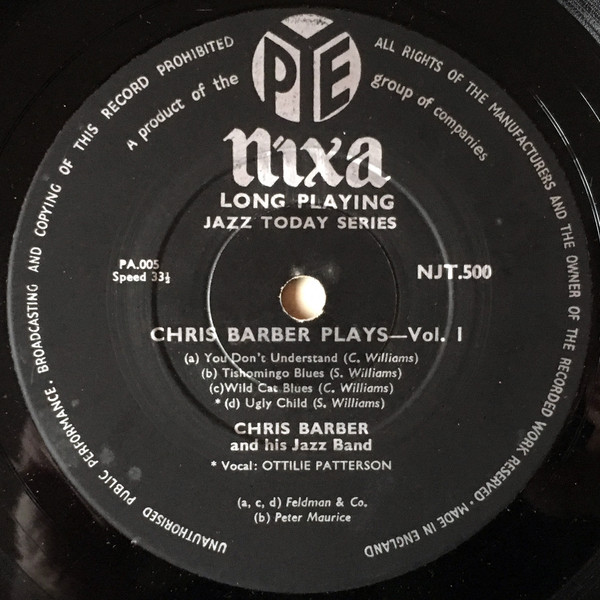 UNAUTHORISED PUBLIC PERFORMANCE, BROADCASTING AND COPYING OF THIS RECORD PROHIBITED
ALL RIGHTS OF THE MANUFACTURERS AND THE OWNER OF THE RECORDED WORK RESERVED • MADE IN ENGLAND
A product of the
PYE
group of companies
nixa
LONG PLAYING
JAZZ TODAY SERIES
PA.005
Speed 33⅓
NJT.500
CHRIS BARBER PLAYS—Vol. 1
(a) You Don't Understand (C. Williams)
(b) Tishomingo Blues (S. Williams)
(c)Wild Cat Blues (C. Williams)
* (d) Ugly Child (S. Williams)
CHRIS BARBER
and his Jazz Band
* Vocal: OTTILIE PATTERSON
(a, c, d) Feldman & Co.
(b) Peter Maurice